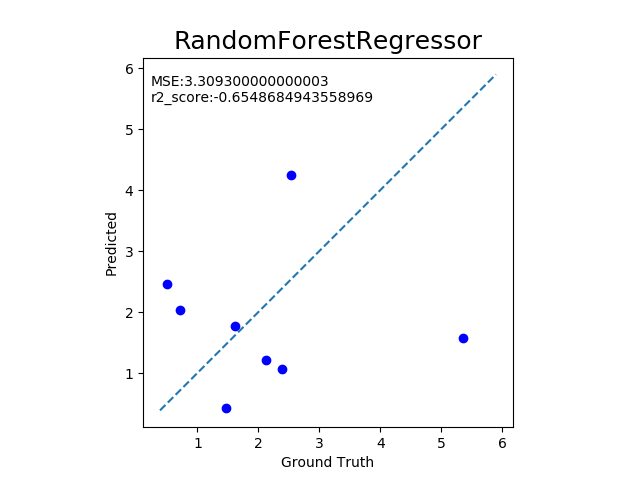 RandomForestRegressor
MSE:3.309300000000003
r2_score:-0.6548684943558969
6
5
4
3
2
1
Predicted
1 2 3 4 5 6
Ground Truth